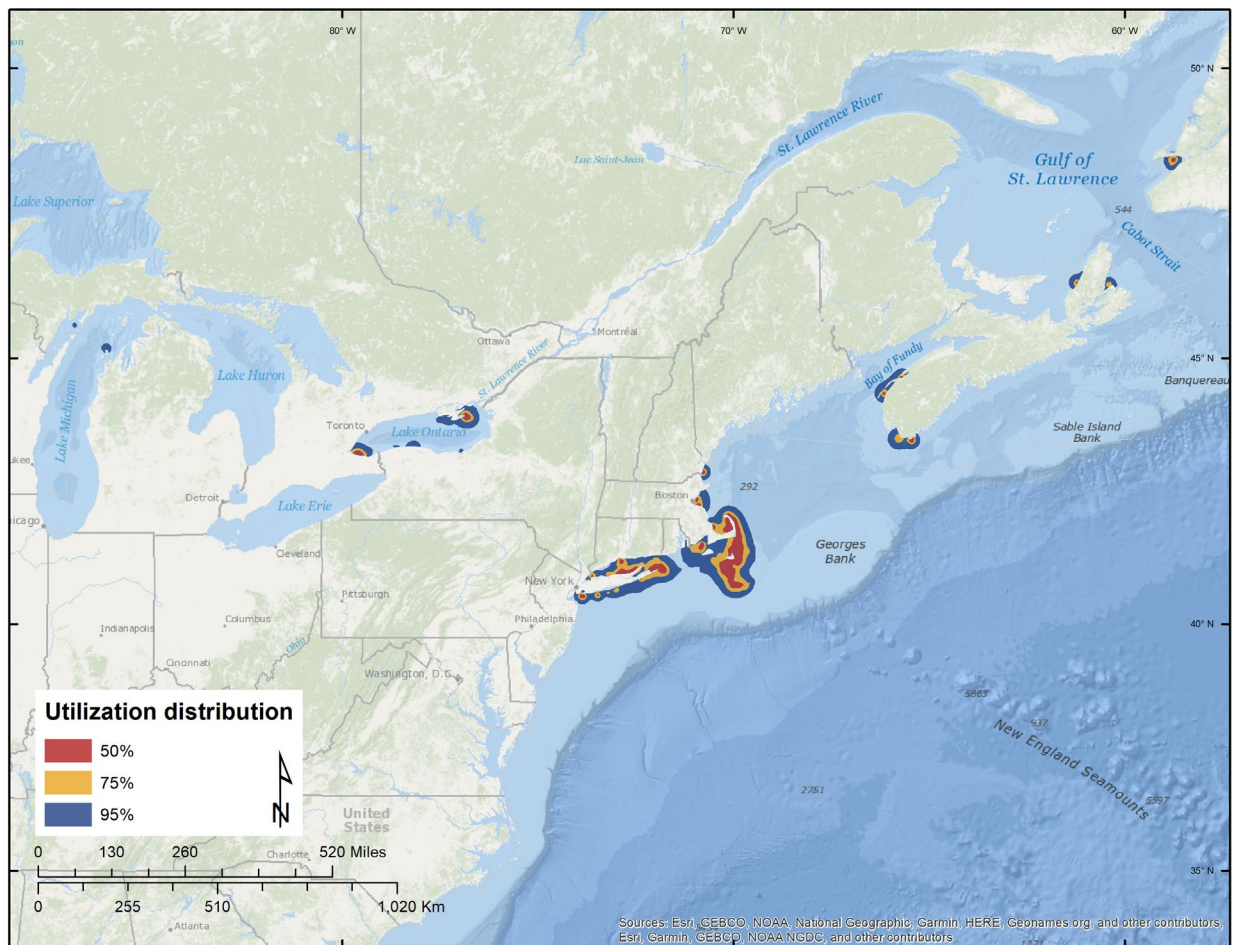 80° W
70° W
60° W
50° N
St. Lawrence River
Lac Saint-Jean
Gulf of
St. Lawrence
Lake Superior
544
Cabot Strait
Montréal
Ottawa
St. Lawrence River
45° N
Bay of Fundy
Lake Huron
Banquereau
Lake Michigan
Toronto
Lake Ontario
Sable Island
Bank
Detroit
Boston
292
Lake Erie
Georges
Bank
Cleveland
New York
Pittsburgh
Philadelphia
Columbus
Indianapolis
40° N
Ohio
Cincinnati
Washington, D.C.
5863
937
New England Seamounts
Utilization distribution
50%
75%
95%
N
2751
5597
United
States
Charlotte
0 130 260 520 Miles
35° N
0 255 510 1,020 Km
Atlanta
Sources: Esri, GEBCO, NOAA, National Geographic, Garmin, HERE, Geonames.org, and other contributors,
Esri, Garmin, GEBCO, NOAA NGDC, and other contributors